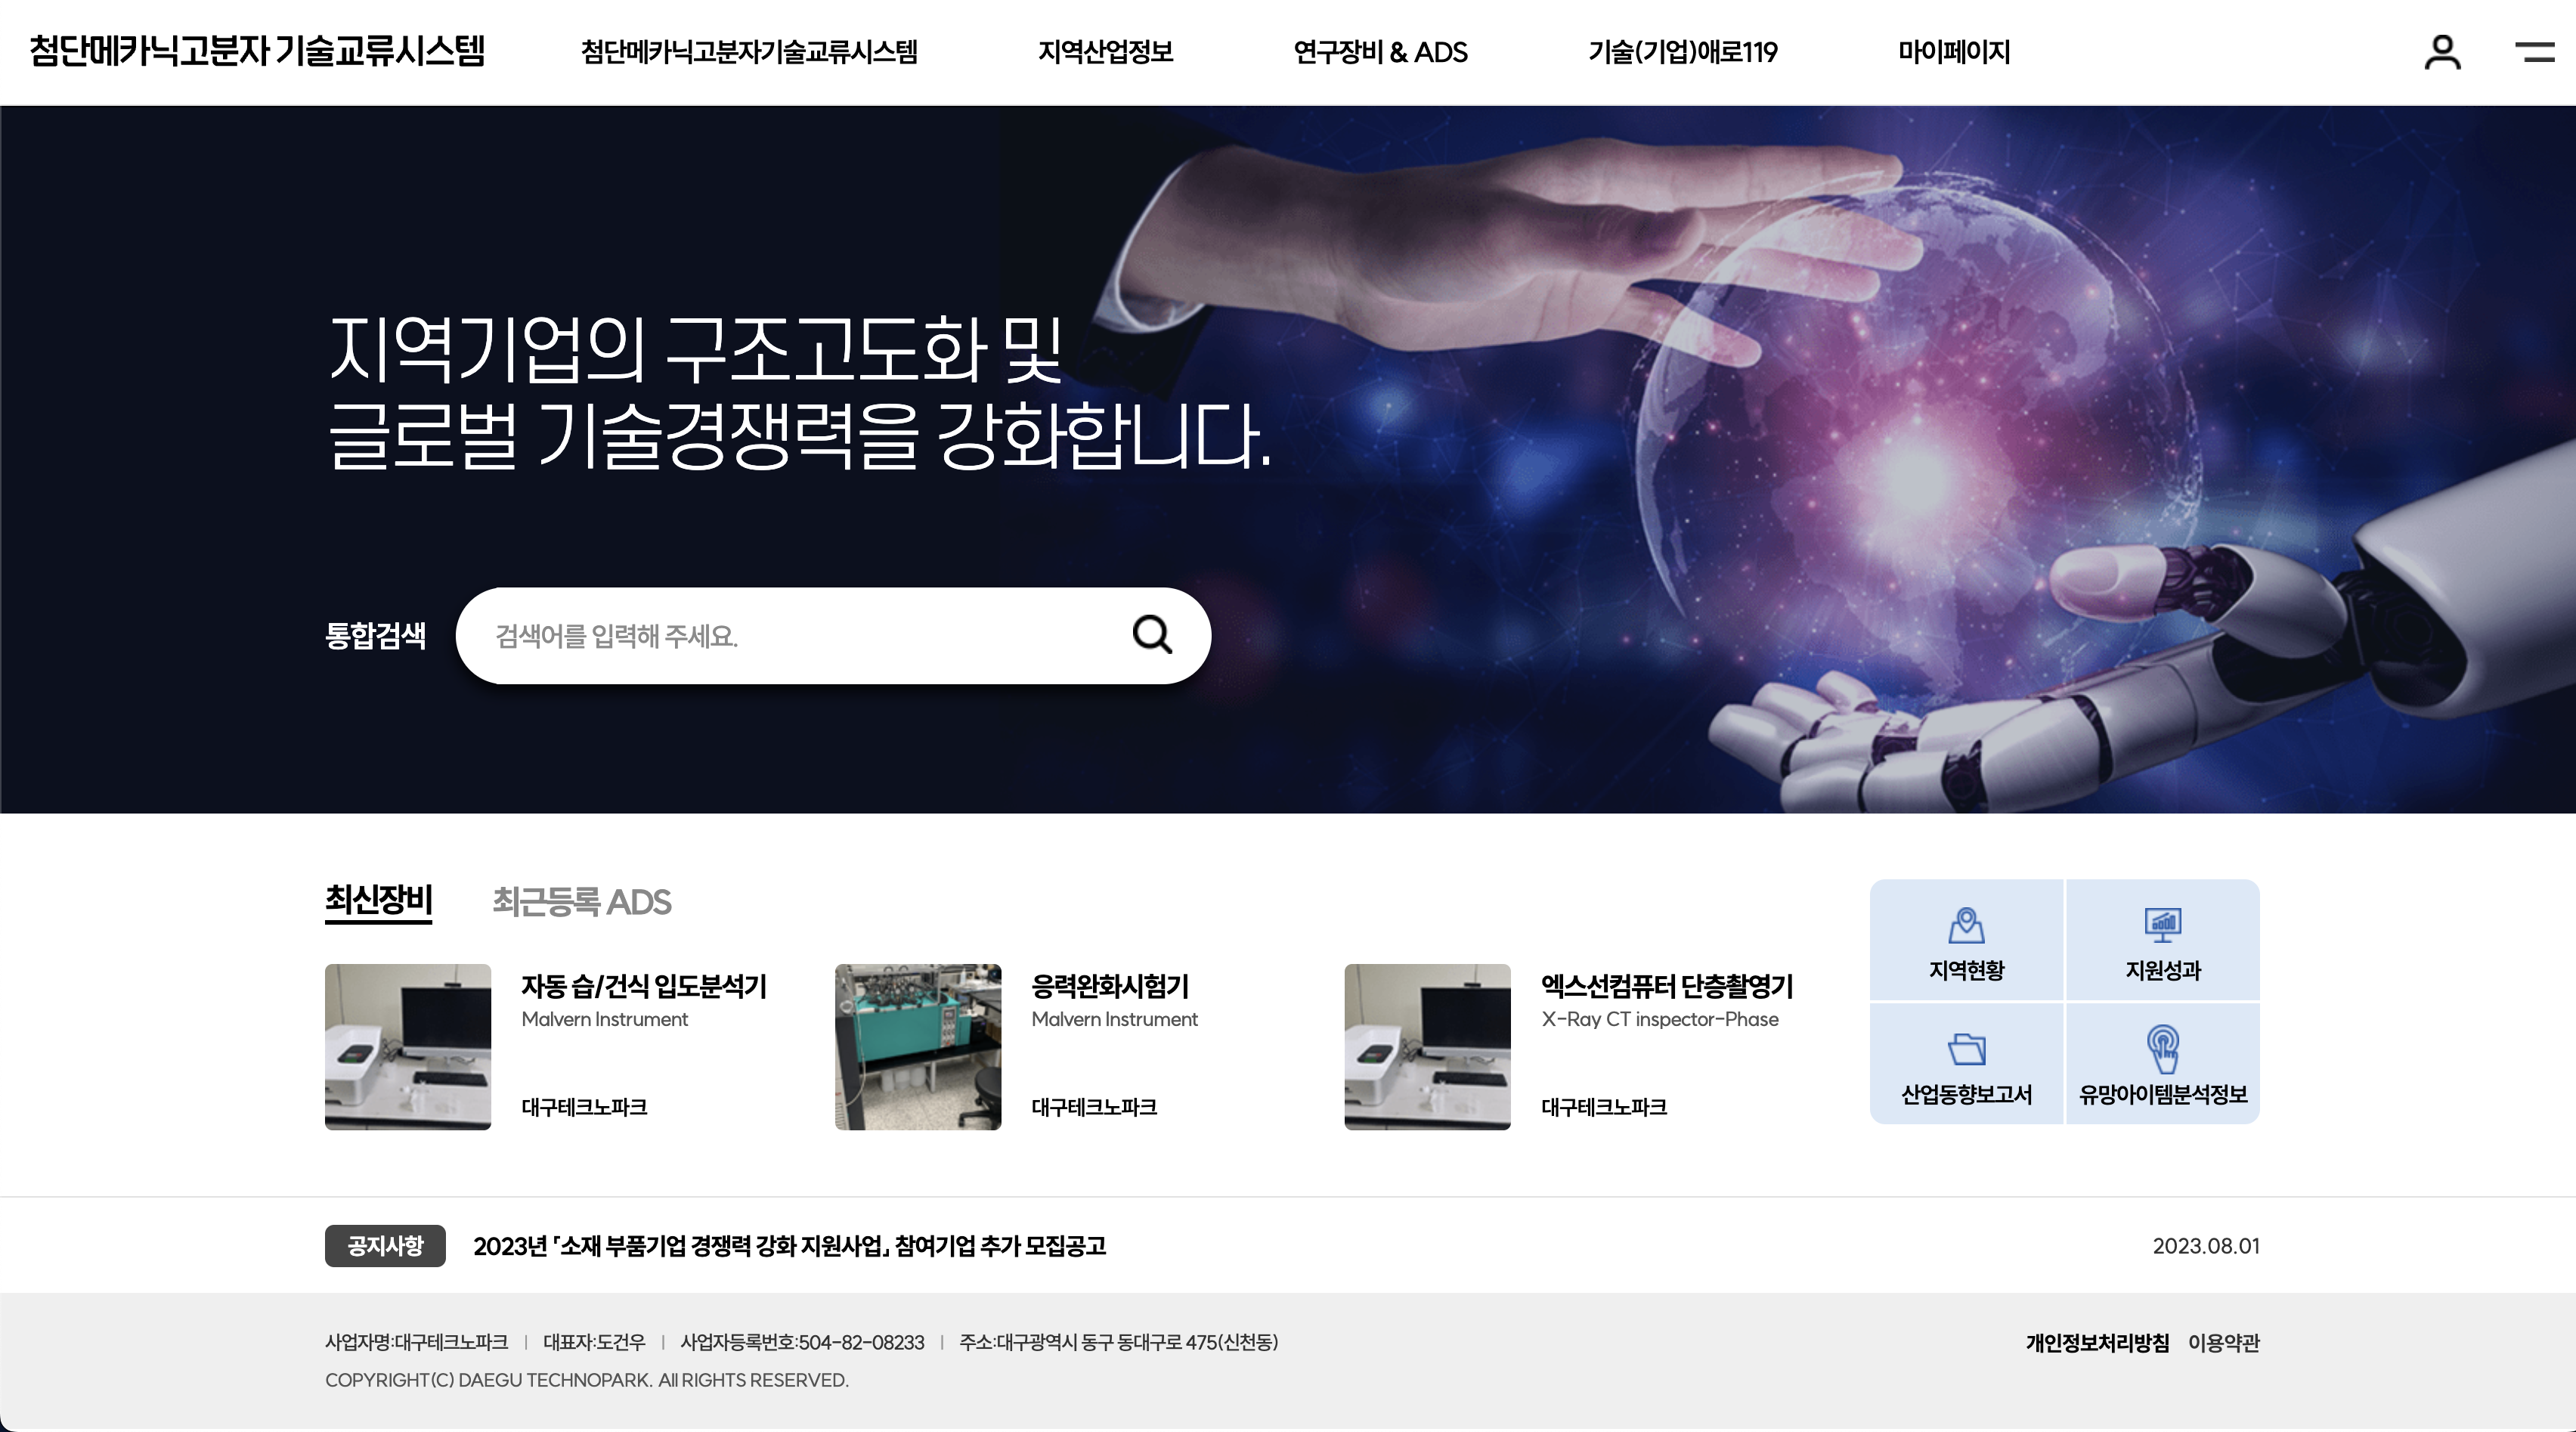 첨단메카닉고분자 기술교류시스템
첨단메카닉고분자기술교류시스템
지역산업정보
연구장비 & ADS
기술(기업)애로119
마이페이지
지역기업의 구조고도화 및
글로벌 기술경쟁력을 강화합니다.
통합검색
검색어를 입력해 주세요.
최신장비
최근등록 ADS
자동 습/건식 입도분석기
Malvern Instrument
대구테크노파크
응력완화시험기
Malvern Instrument
대구테크노파크
엑스선컴퓨터 단층촬영기
X-Ray CT inspector-Phase
대구테크노파크
지역현황
지원성과
산업동향보고서
유망아이템분석정보
공지사항
2023년 「소재 부품기업 경쟁력 강화 지원사업」 참여기업 추가 모집공고
2023.08.01
사업자명:대구테크노파크 | 대표자:도건우 | 사업자등록번호:504-82-08233 | 주소:대구광역시 동구 동대구로 475(신천동)
개인정보처리방침 이용약관
COPYRIGHT(C) DAEGU TECHNOPARK. All RIGHTS RESERVED.